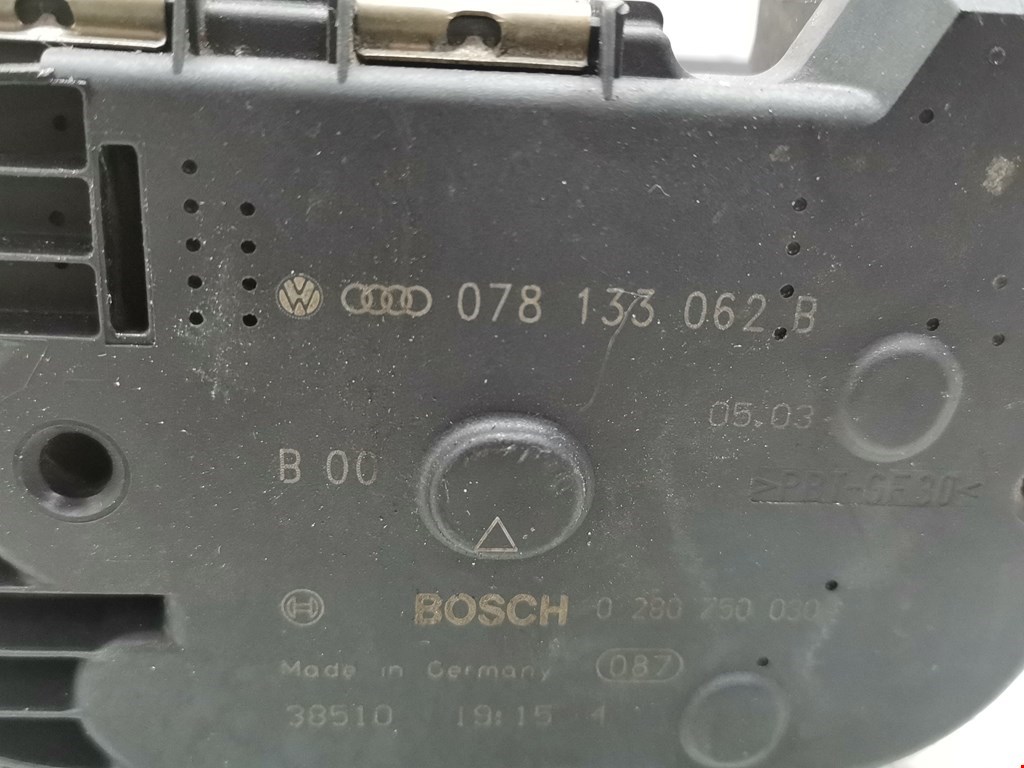 078 133 062 B
05.03
B 00
>PBT-GF30<
BOSCH 0 280 750 030
Made in Germany 087
38510 19:15 4